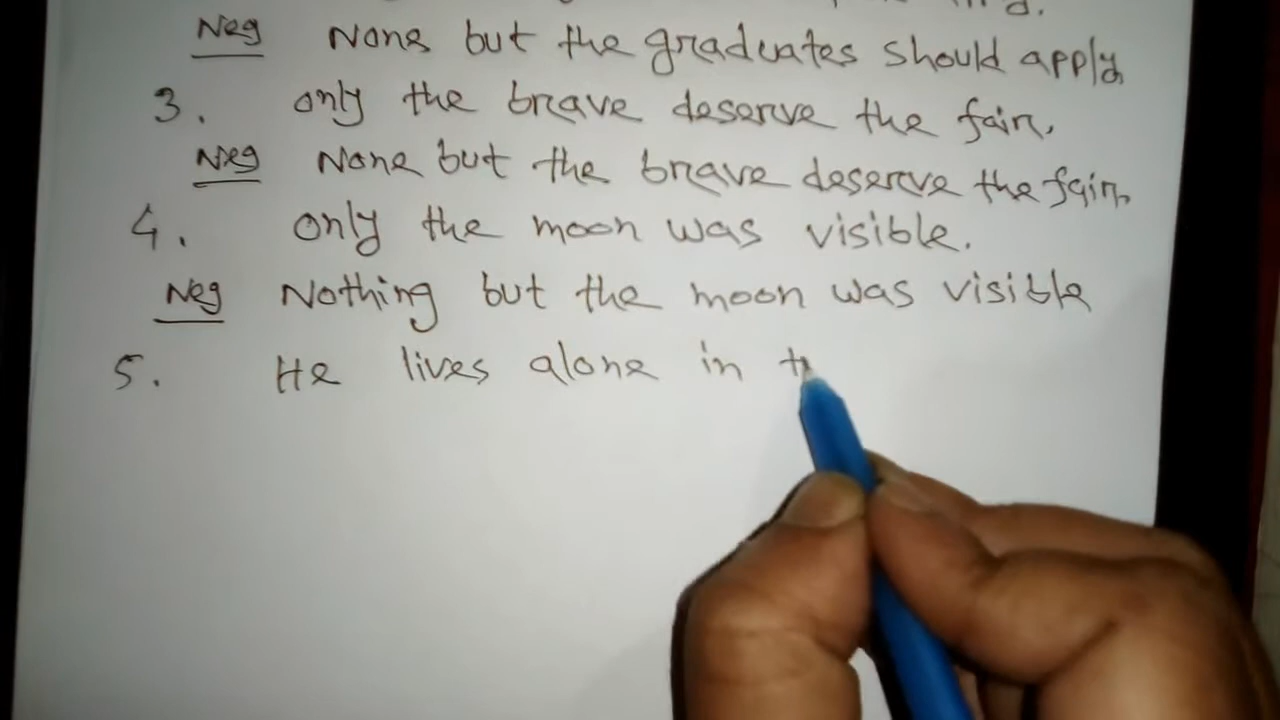 Neg None but the graduates should apply.
3. only the brave deserve the fair.
Neg None but the brave deserve the fair.
4. only the moon was visible.
Neg Nothing but the moon was visible
5. He lives alone in t